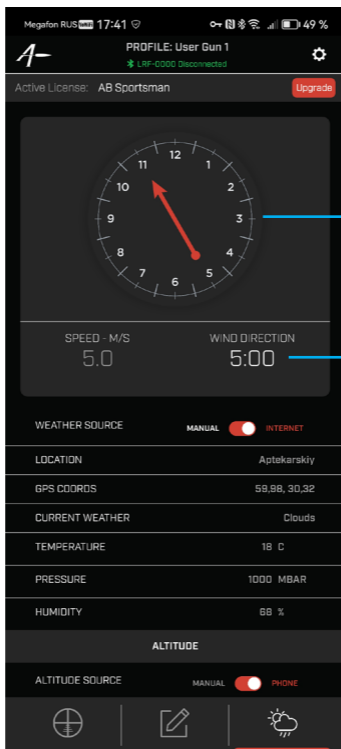 Megafon RUS 17:41 49 %
PROFILE: User Gun 1
LRF-0000 Disconnected
Active License: AB Sportsman Upgrade
12
11 1
10 2
9 3
8 4
7 5
6
SPEED - M/S WIND DIRECTION
5.0 5:00
WEATHER SOURCE MANUAL INTERNET
LOCATION Aptekarskiy
GPS COORDS 59,98, 30,32
CURRENT WEATHER Clouds
TEMPERATURE 18 C
PRESSURE 1000 MBAR
HUMIDITY 68 %
ALTITUDE
ALTITUDE SOURCE MANUAL PHONE